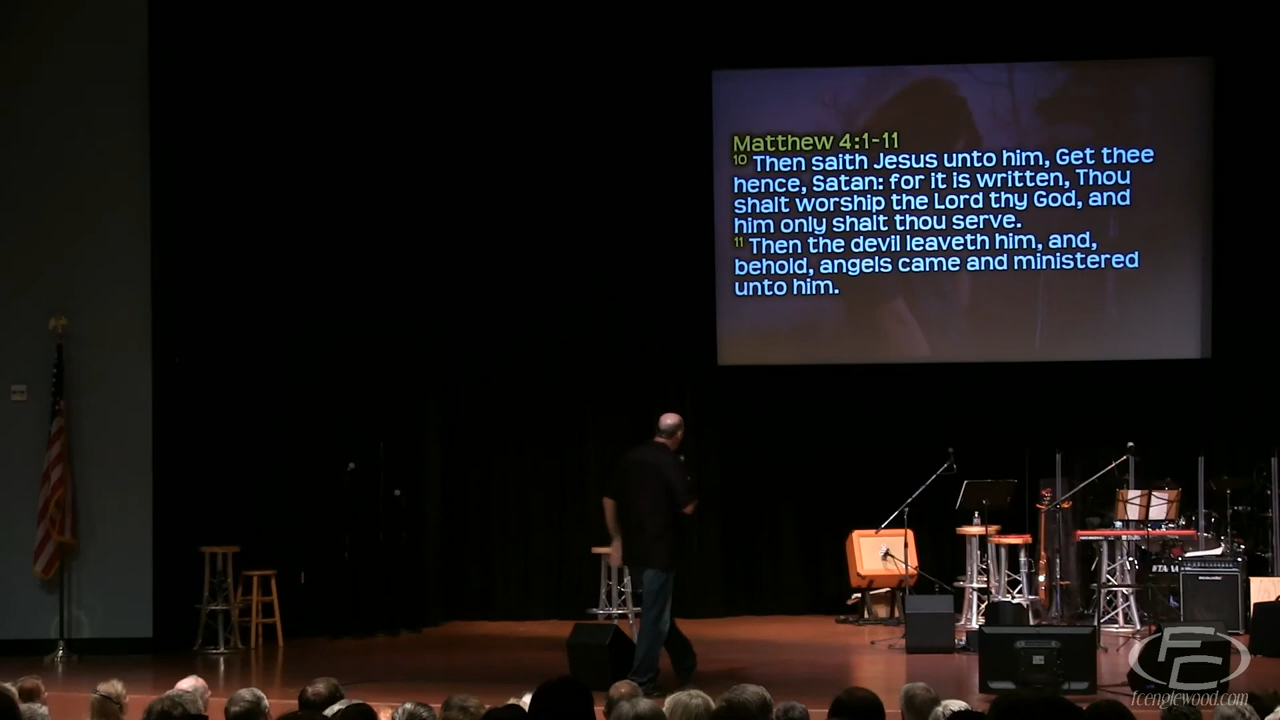 Matthew 4:1-11
10 Then saith Jesus unto him, Get thee
hence, Satan: for it is written, Thou
shalt worship the Lord thy God, and
him only shalt thou serve.
11 Then the devil leaveth him, and,
behold, angels came and ministered
unto him.
TAMA
FC
fcenglewood.com